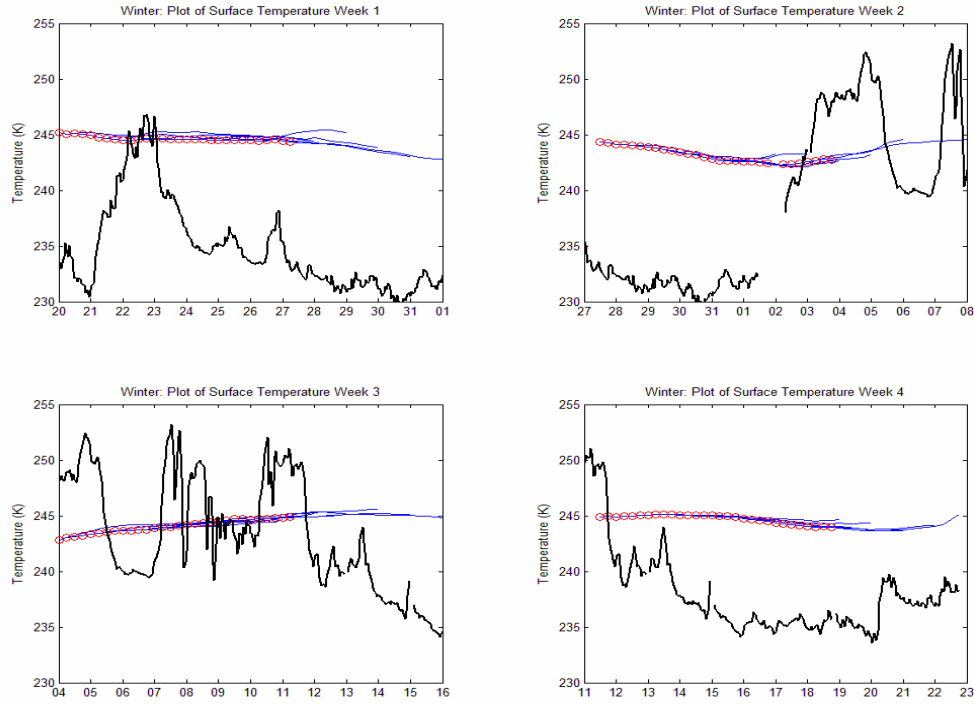 Winter: Plot of Surface Temperature Week 1
255
250
245
240
235
230
Temperature (K)
20 21 22 23 24 25 26 27 28 29 30 31 01
Winter: Plot of Surface Temperature Week 2
255
250
245
240
235
230
Temperature (K)
27 28 29 30 31 01 02 03 04 05 06 07 08
Winter: Plot of Surface Temperature Week 3
255
250
245
240
235
230
Temperature (K)
04 05 06 07 08 09 10 11 12 13 14 15 16
Winter: Plot of Surface Temperature Week 4
255
250
245
240
235
230
Temperature (K)
11 12 13 14 15 16 17 18 19 20 21 22 23